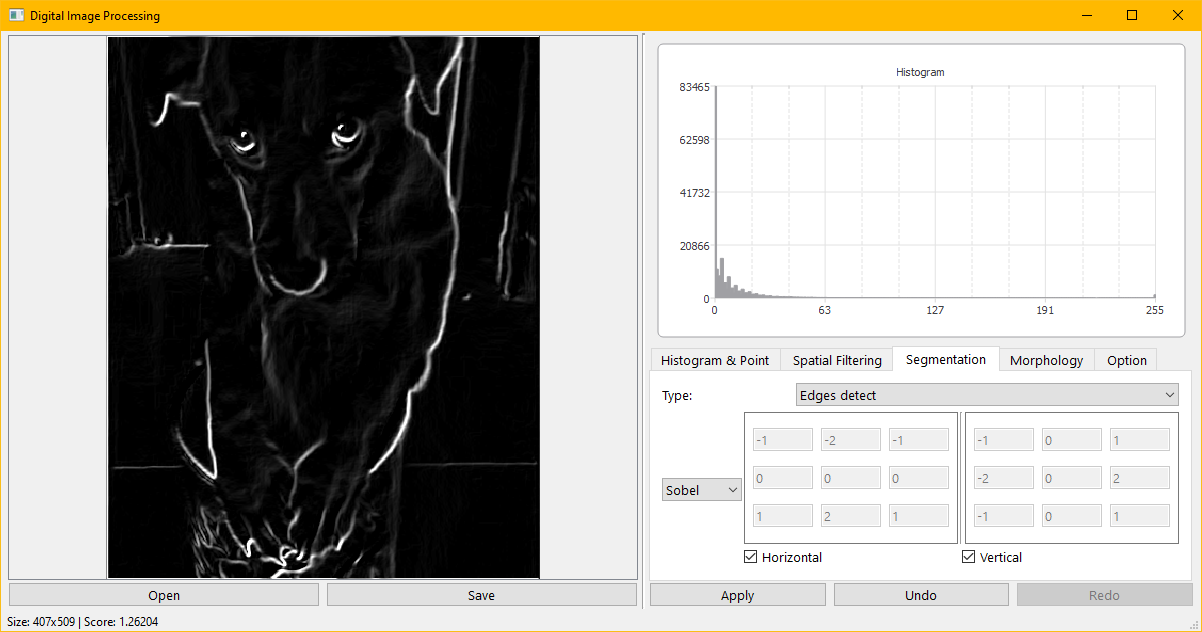 Digital Image Processing
Histogram
83465
62598
41732
20866
0
0 63 127 191 255
Histogram & Point Spatial Filtering Segmentation Morphology Option
Type: Edges detect
-1 -2 -1 -1 0 1
Sobel 0 0 0 -2 0 2
1 2 1 -1 0 1
Horizontal Vertical
Open Save Apply Undo Redo
Size: 407x509 | Score: 1.26204